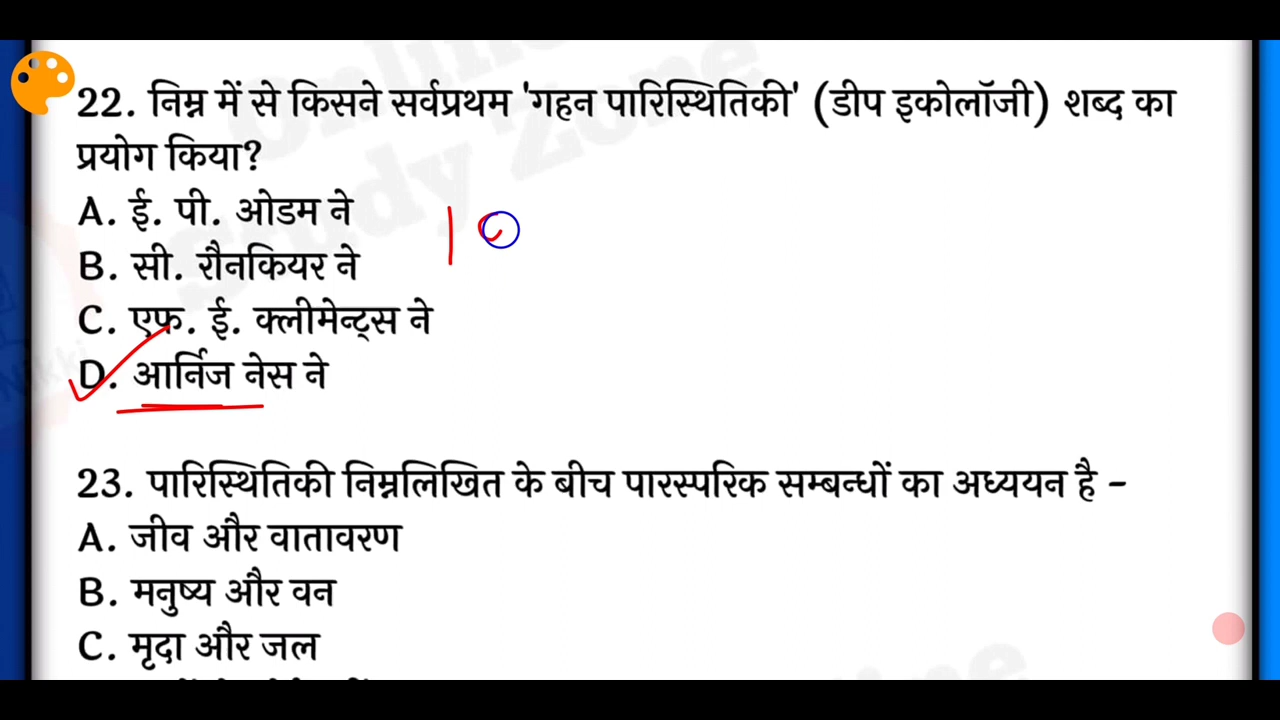 22. निम्न में से किसने सर्वप्रथम 'गहन पारिस्थितिकी' (डीप इकोलॉजी) शब्द का
प्रयोग किया?
A. ई. पी. ओडम ने
B. सी. रौनकियर ने
C. एफ. ई. क्लीमेन्ट्स ने
D. आर्निज नेस ने
23. पारिस्थितिकी निम्नलिखित के बीच पारस्परिक सम्बन्धों का अध्ययन है -
A. जीव और वातावरण
B. मनुष्य और वन
C. मृदा और जल